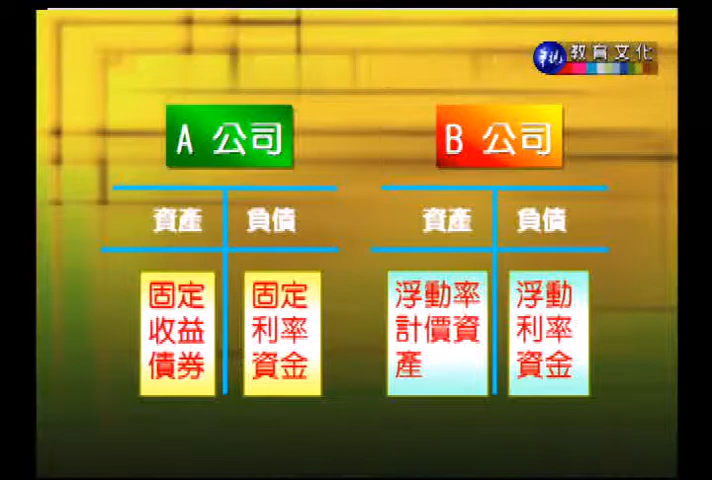 華視 教育文化
A 公司
B 公司
資產 負債
資產 負債
固定
收益
債券
固定
利率
資金
浮動率
計價資
產
浮動
利率
資金